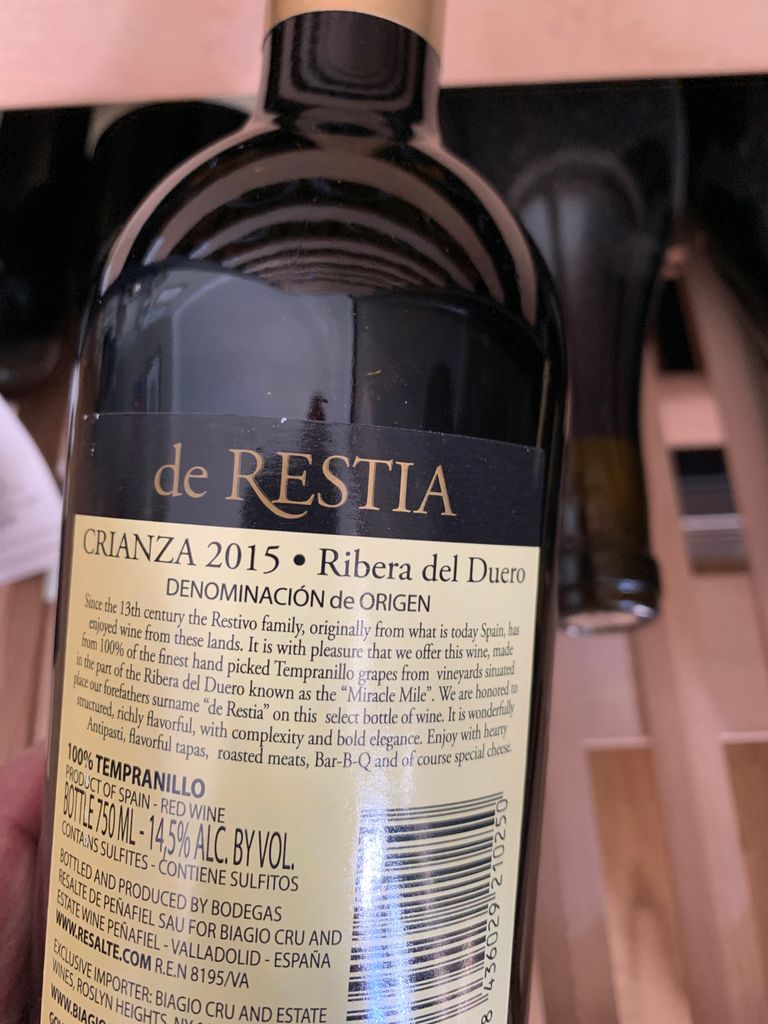 de RESTIA
CRIANZA 2015 • Ribera del Duero
DENOMINACIÓN de ORIGEN
Since the 13th century the Restivo family, originally from what is today Spain, has
enjoyed wine from these lands. It is with pleasure that we offer this wine, made
from 100% of the finest hand picked Tempranillo grapes from vineyards situated
in the part of the Ribera del Duero known as the “Miracle Mile”. We are honored to
place our forefathers surname “de Restia” on this select bottle of wine. It is wonderfully
structured, richly flavorful, with complexity and bold elegance. Enjoy with hearty
Antipasti, flavorful tapas, roasted meats, Bar-B-Q and of course special cheese.
100% TEMPRANILLO
PRODUCT OF SPAIN - RED WINE
BOTTLE 750 ML - 14,5% ALC. BY VOL.
CONTAINS SULFITES - CONTIENE SULFITOS
BOTTLED AND PRODUCED BY BODEGAS
RESALTE DE PEÑAFIEL SAU FOR BIAGIO CRU AND
ESTATE WINE PEÑAFIEL - VALLADOLID - ESPAÑA
WWW.RESALTE.COM R.E.N 8195/VA
EXCLUSIVE IMPORTER: BIAGIO CRU AND ESTATE
WINES, ROSLYN HEIGHTS, NY
WWW.BIAGIO
8 436029 210250